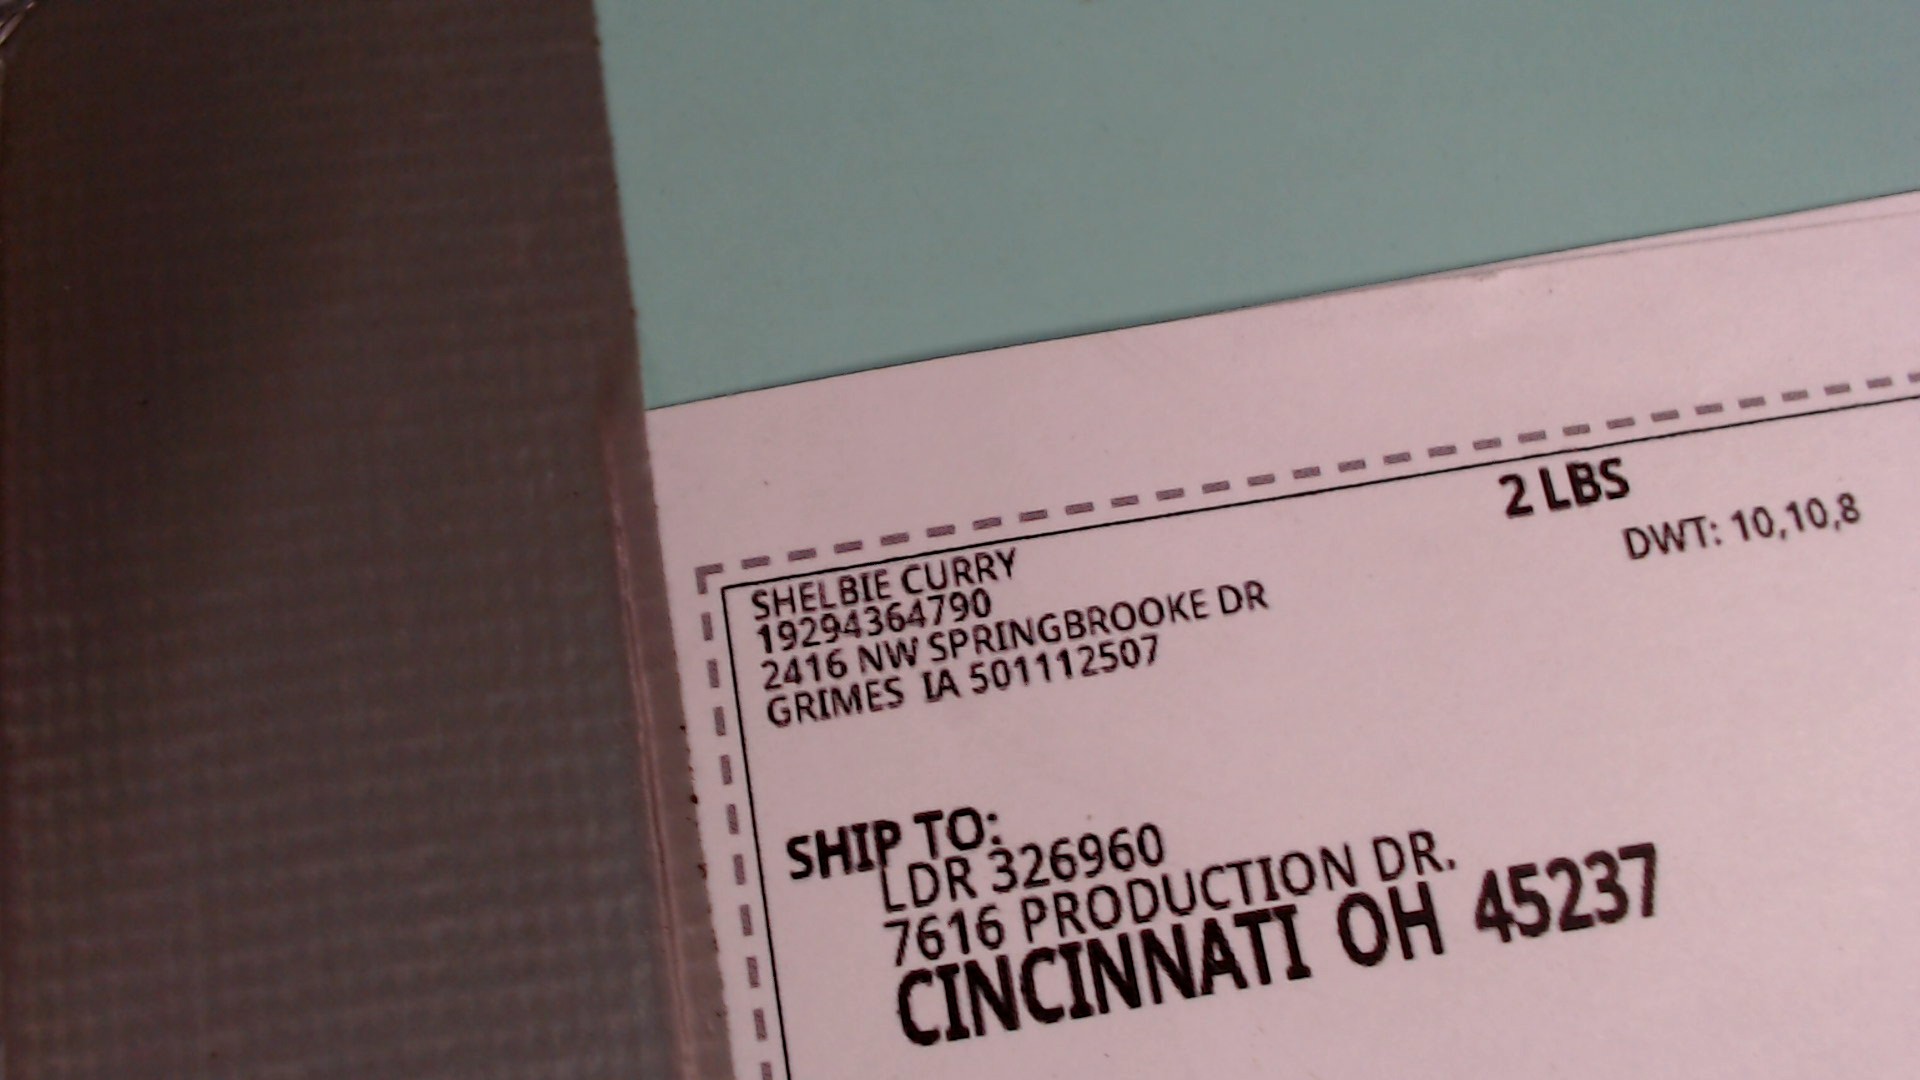 2 LBS
DWT: 10,10,8
SHELBIE CURRY
19294364790
2416 NW SPRINGBROOKE DR
GRIMES IA 501112507
SHIP TO:
LDR 326960
7616 PRODUCTION DR.
CINCINNATI OH 45237